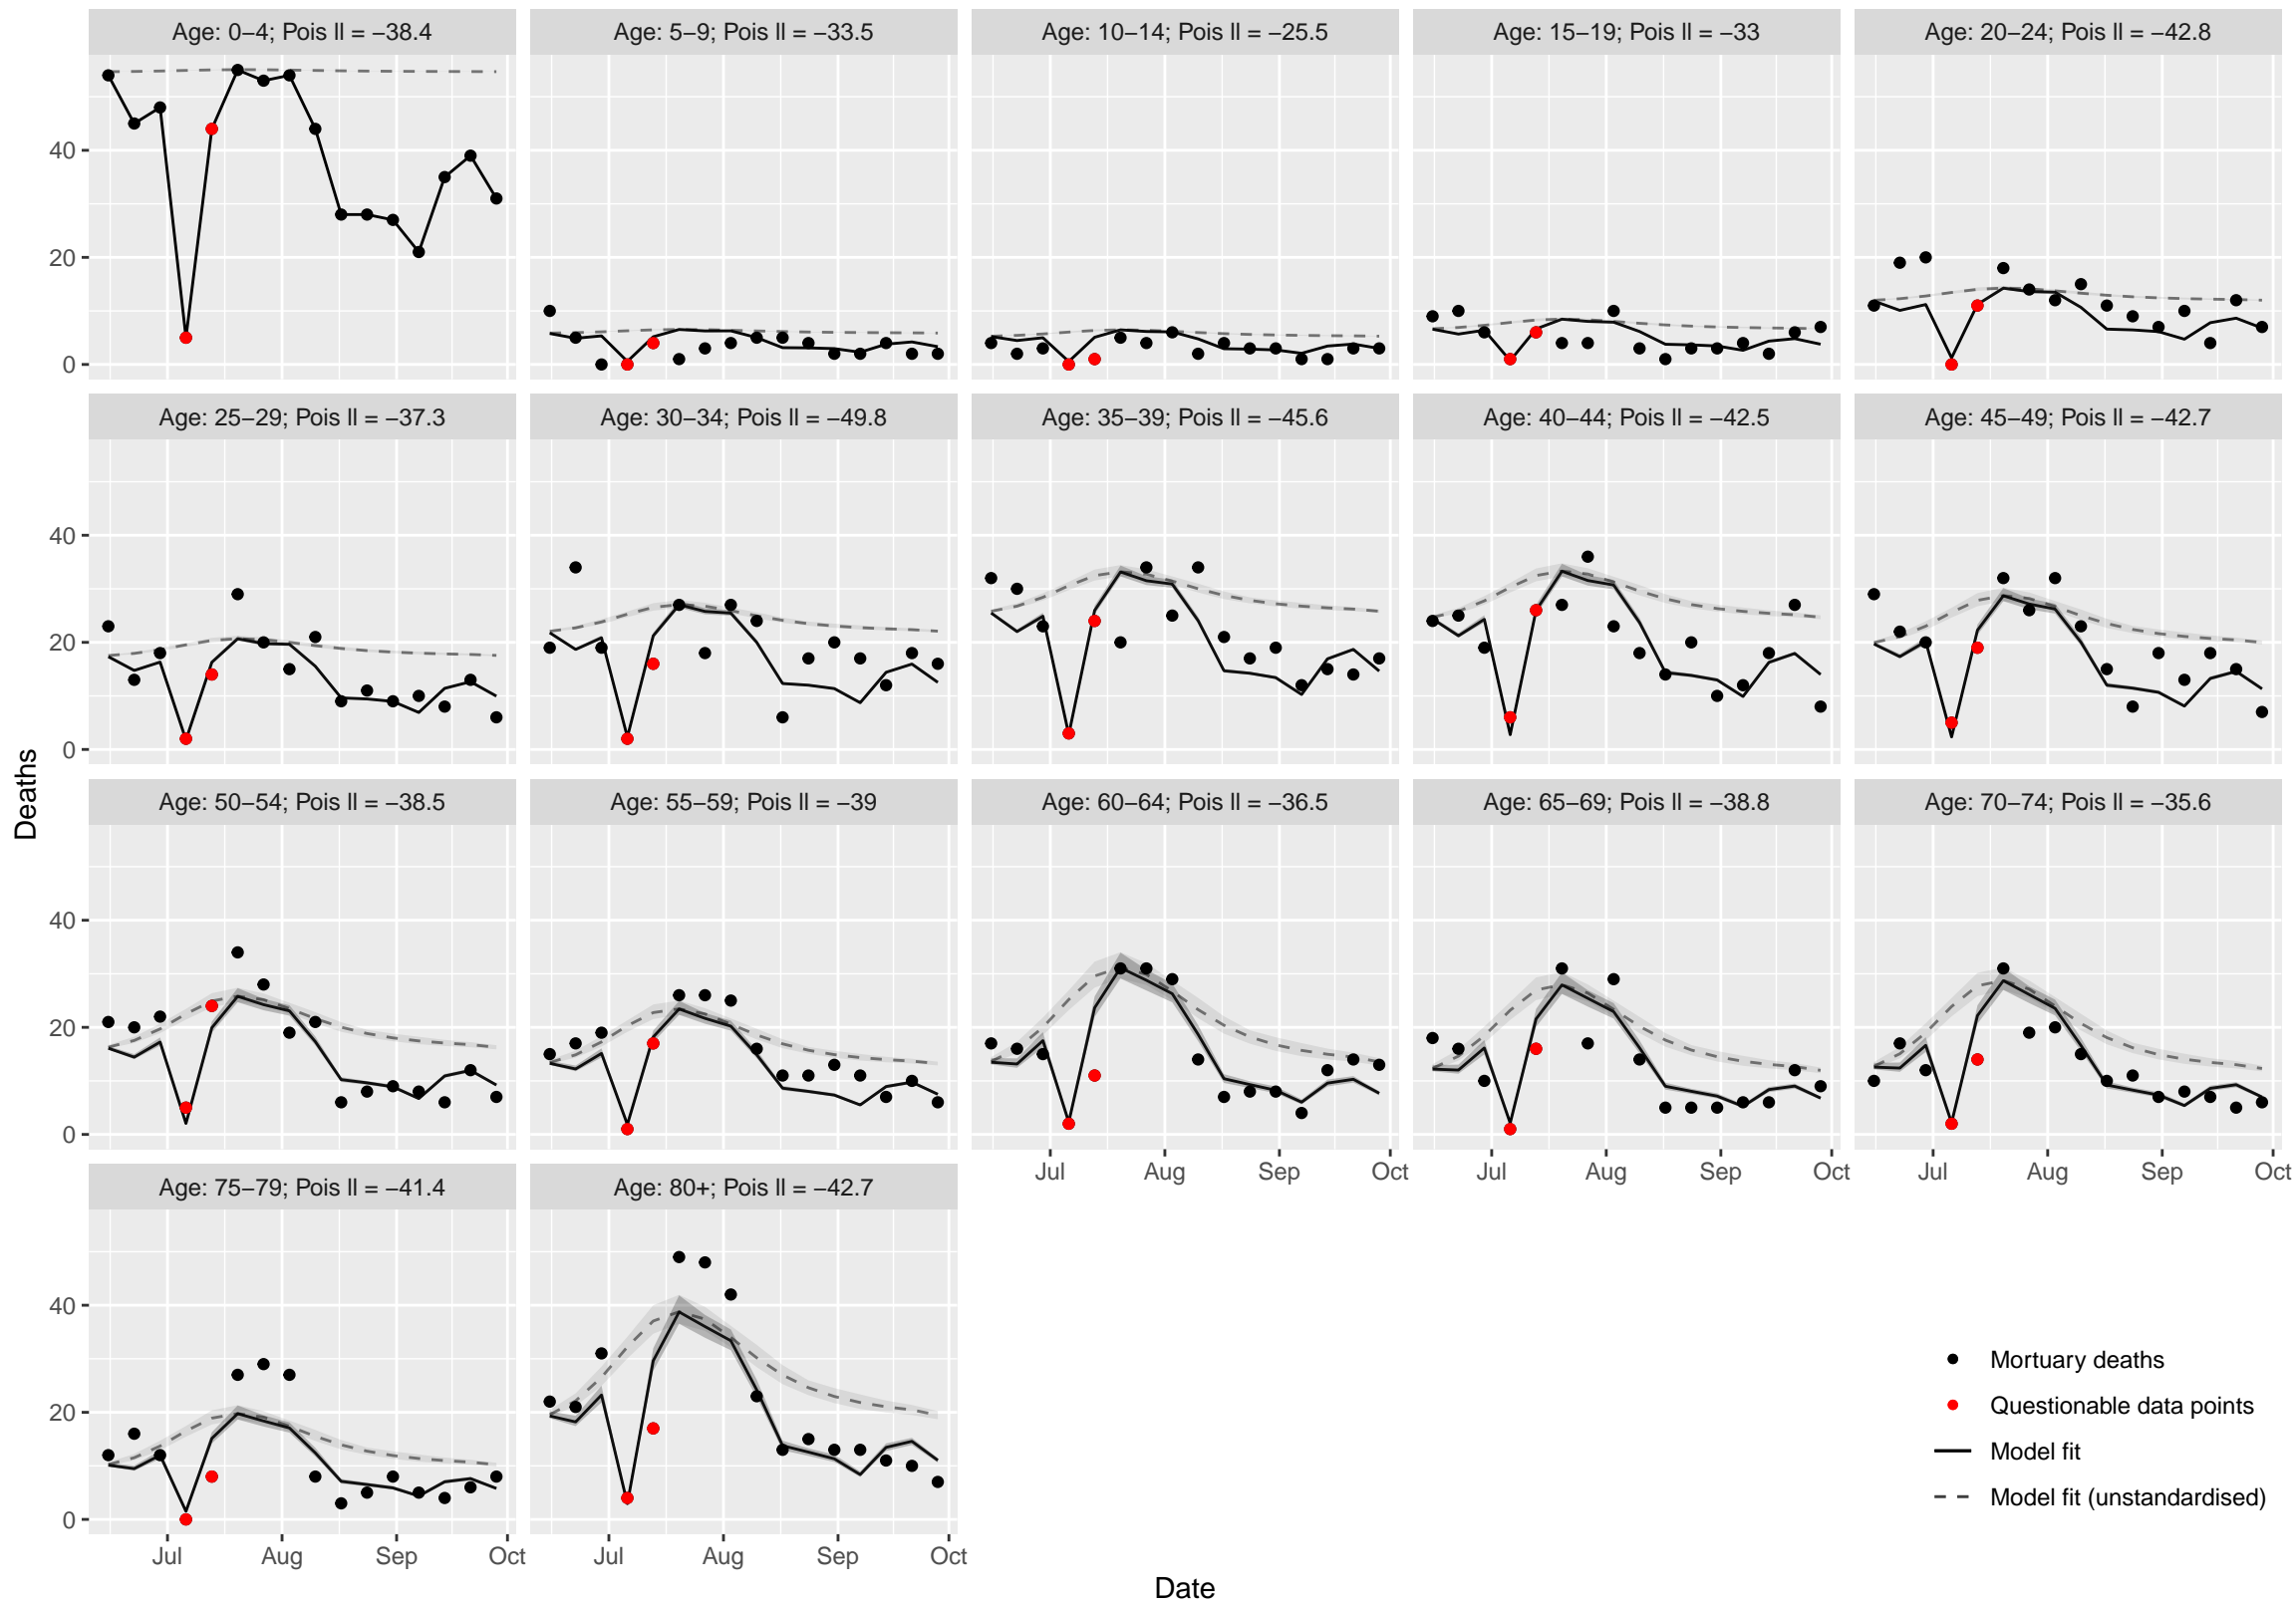 Age: 0−4; Pois ll = −38.4
Age: 5−9; Pois ll = −33.5
Age: 10−14; Pois ll = −25.5
Age: 15−19; Pois ll = −33
Age: 20−24; Pois ll = −42.8
40
20
0
Age: 25−29; Pois ll = −37.3
Age: 30−34; Pois ll = −49.8
Age: 35−39; Pois ll = −45.6
Age: 40−44; Pois ll = −42.5
Age: 45−49; Pois ll = −42.7
40
20
0
Deaths
Age: 50−54; Pois ll = −38.5
Age: 55−59; Pois ll = −39
Age: 60−64; Pois ll = −36.5
Age: 65−69; Pois ll = −38.8
Age: 70−74; Pois ll = −35.6
40
20
0
Jul Aug Sep Oct
Jul Aug Sep Oct
Jul Aug Sep Oct
Age: 75−79; Pois ll = −41.4
Age: 80+; Pois ll = −42.7
40
20
0
Jul Aug Sep Oct
Jul Aug Sep Oct
Mortuary deaths
Questionable data points
Model fit
Model fit (unstandardised)
Date